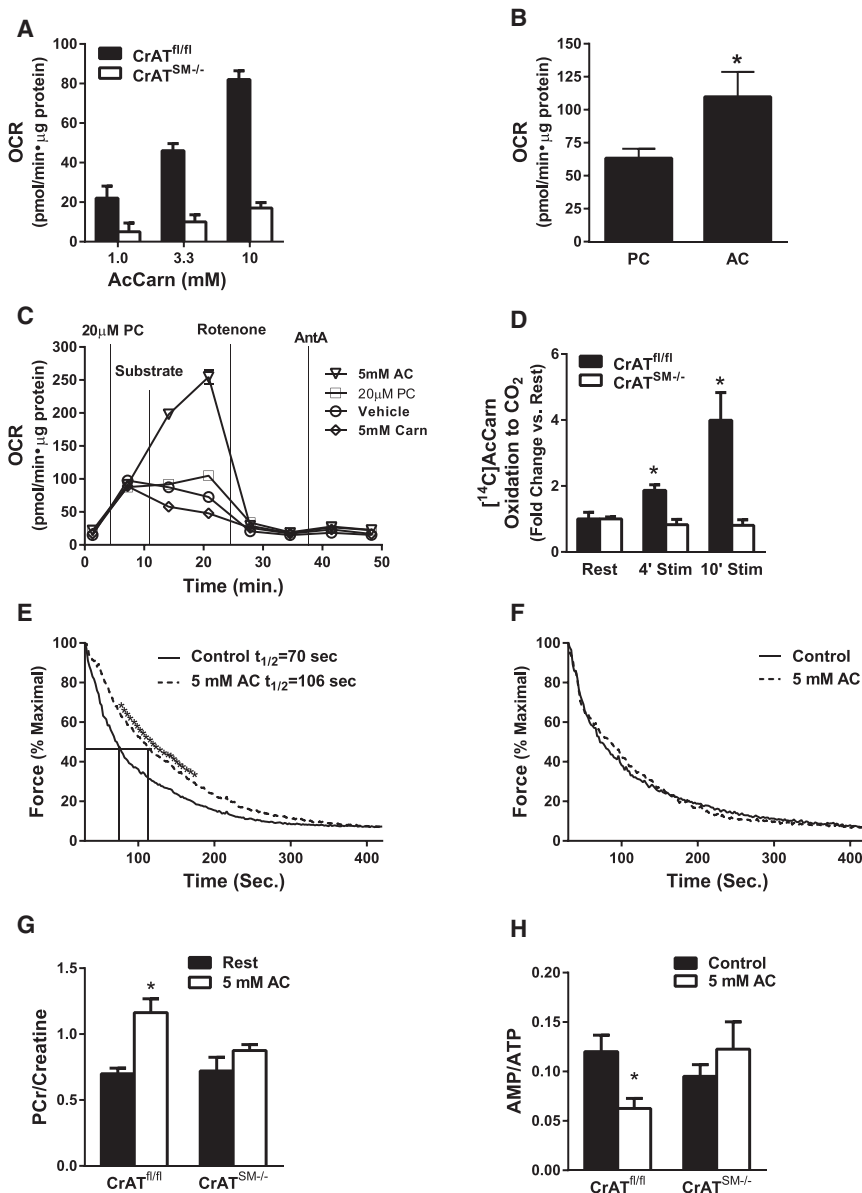 A
OCR
(pmol/min•μg protein)
100
80
60
40
20
0
CrAT^fl/fl
CrAT^SM-/-
1.0 3.3 10
AcCarn (mM)
B
OCR
(pmol/min•μg protein)
150
125
100
75
50
25
0
*
PC AC
C
20μM PC
Substrate
Rotenone
AntA
OCR
(pmol/min•μg protein)
300
250
200
150
100
50
0
0 10 20 30 40 50
Time (min.)
5mM AC
20μM PC
Vehicle
5mM Carn
D
[^14C]AcCarn
Oxidation to CO₂
(Fold Change vs. Rest)
6
4
2
0
CrAT^fl/fl
CrAT^SM-/-
*
*
Rest 4' Stim 10' Stim
E
Force (% Maximal)
100
80
60
40
20
0
Control t₁/₂=70 sec
5 mM AC t₁/₂=106 sec
100 200 300 400
Time (Sec.)
F
Force (% Maximal)
100
80
60
40
20
0
Control
5 mM AC
100 200 300 400
Time (Sec.)
G
PCr/Creatine
1.5
1.0
0.5
0.0
Rest
5 mM AC
*
CrAT^fl/fl CrAT^SM-/-
H
AMP/ATP
0.20
0.15
0.10
0.05
0.00
Control
5 mM AC
*
CrAT^fl/fl CrAT^SM-/-